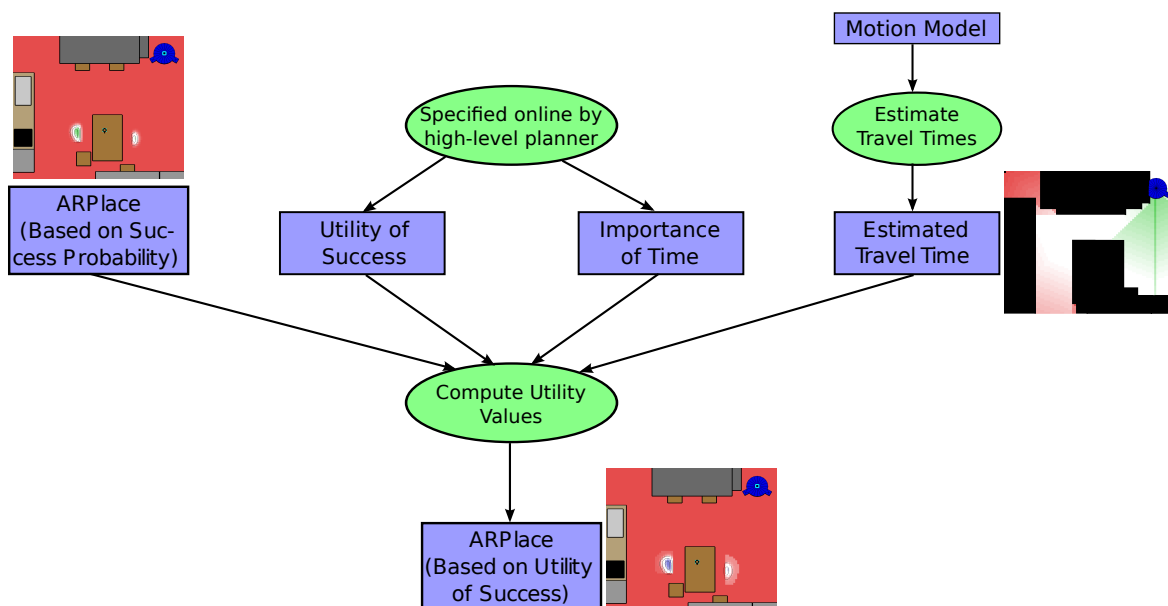 Motion Model
Specified online by
high-level planner
Estimate
Travel Times
ARPlace
(Based on Suc-
cess Probability)
Utility of
Success
Importance
of Time
Estimated
Travel Time
Compute Utility
Values
ARPlace
(Based on Utility
of Success)